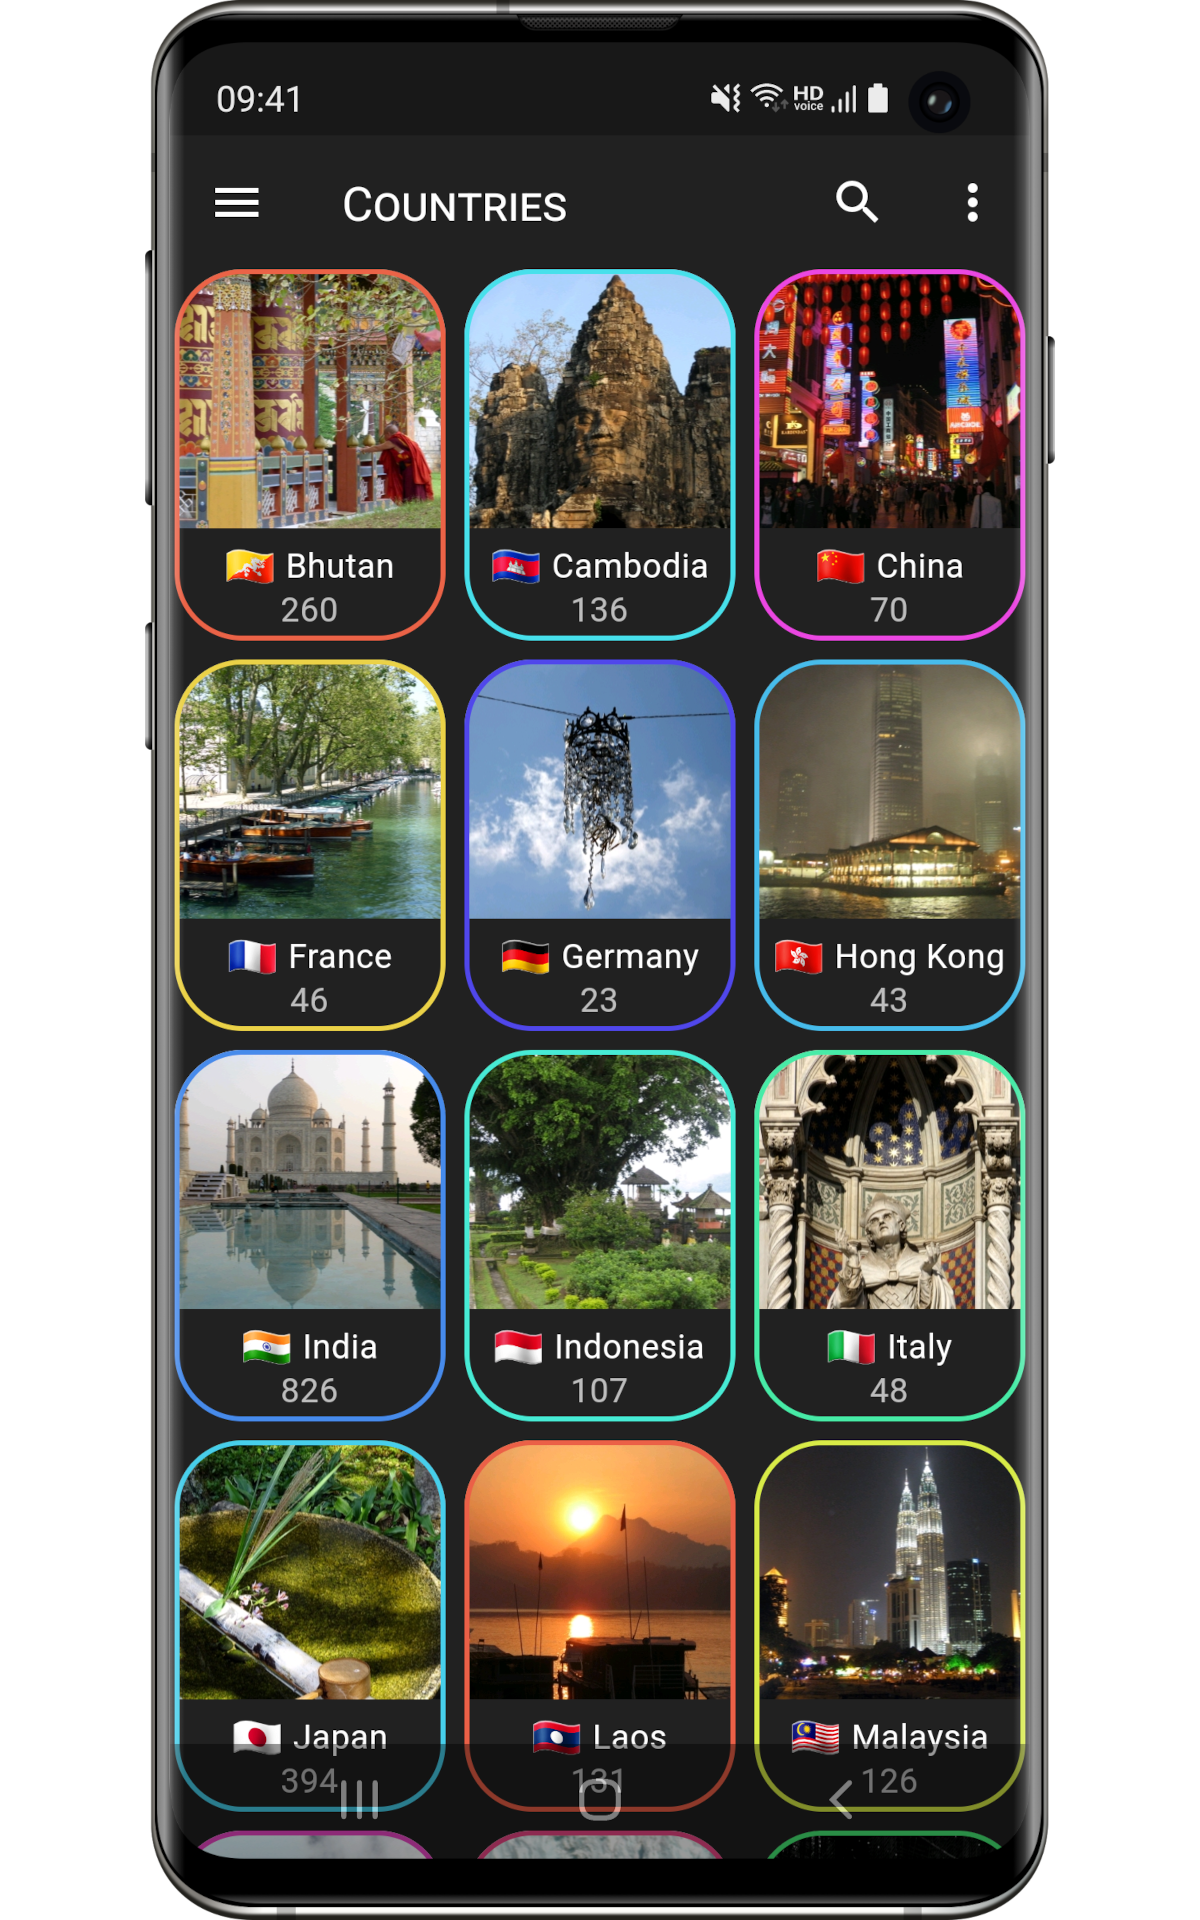 09:41
HD
voice
COUNTRIES
Bhutan
260
Cambodia
136
China
70
France
46
Germany
23
Hong Kong
43
India
826
Indonesia
107
Italy
48
Japan
394
Laos
131
Malaysia
126